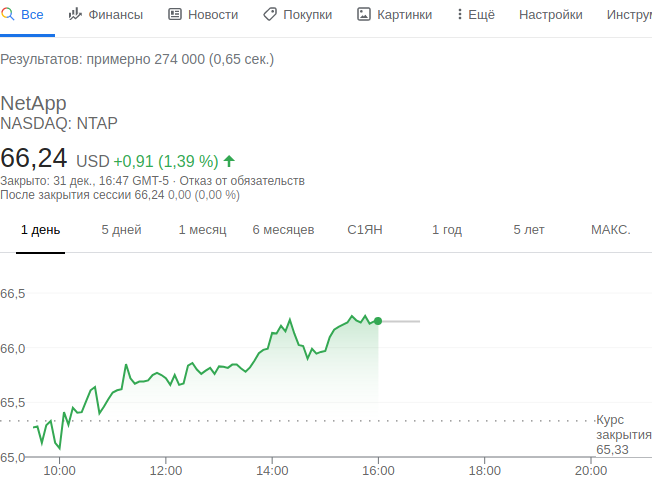 Все Финансы Новости Покупки Картинки Ещё Настройки Инструм
Результатов: примерно 274 000 (0,65 сек.)
NetApp
NASDAQ: NTAP
66,24 USD +0,91 (1,39 %)
Закрыто: 31 дек., 16:47 GMT-5 · Отказ от обязательств
После закрытия сессии 66,24 0,00 (0,00 %)
1 день 5 дней 1 месяц 6 месяцев С1ЯН 1 год 5 лет МАКС.
66,5
66,0
65,5
Курс
закрытия
65,33
65,0
10:00 12:00 14:00 16:00 18:00 20:00